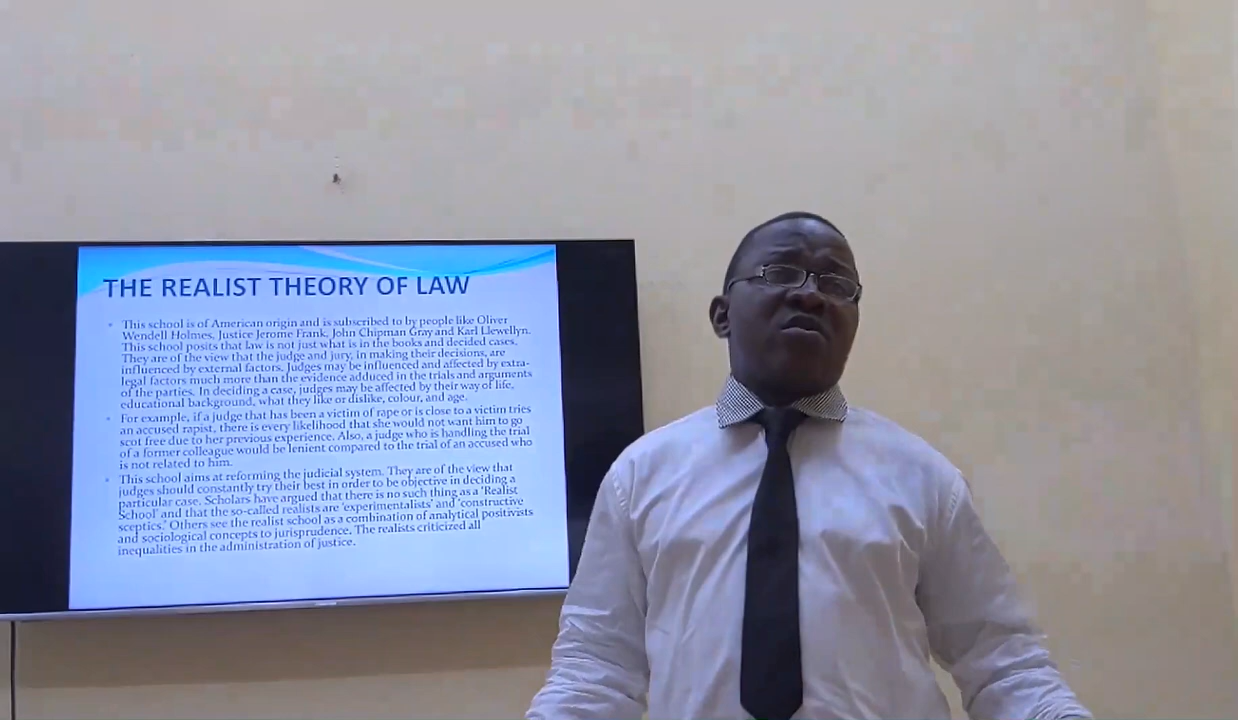 THE REALIST THEORY OF LAW
This school is of American origin and is subscribed to by people like Oliver
Wendell Holmes, Justice Jerome Frank, John Chipman Gray and Karl Llewellyn.
This school posits that law is not just what is in the books and decided cases.
They are of the view that the judge and jury, in making their decisions, are
influenced by external factors. Judges may be influenced and affected by extra-
legal factors much more than the evidence adduced in the trials and arguments
of the parties. In deciding a case, judges may be affected by their way of life,
educational background, what they like or dislike, colour, and age.
For example, if a judge that has been a victim of rape or is close to a victim tries
an accused rapist, there is every likelihood that she would not want him to go
scot free due to her previous experience. Also, a judge who is handling the trial
of a former colleague would be lenient compared to the trial of an accused who
is not related to him.
This school aims at reforming the judicial system. They are of the view that
judges should constantly try their best in order to be objective in deciding a
particular case. Scholars have argued that there is no such thing as a 'Realist
School' and that the so-called realists are 'experimentalists' and 'constructive
sceptics.' Others see the realist school as a combination of analytical positivists
and sociological concepts to jurisprudence. The realists criticized all
inequalities in the administration of justice.